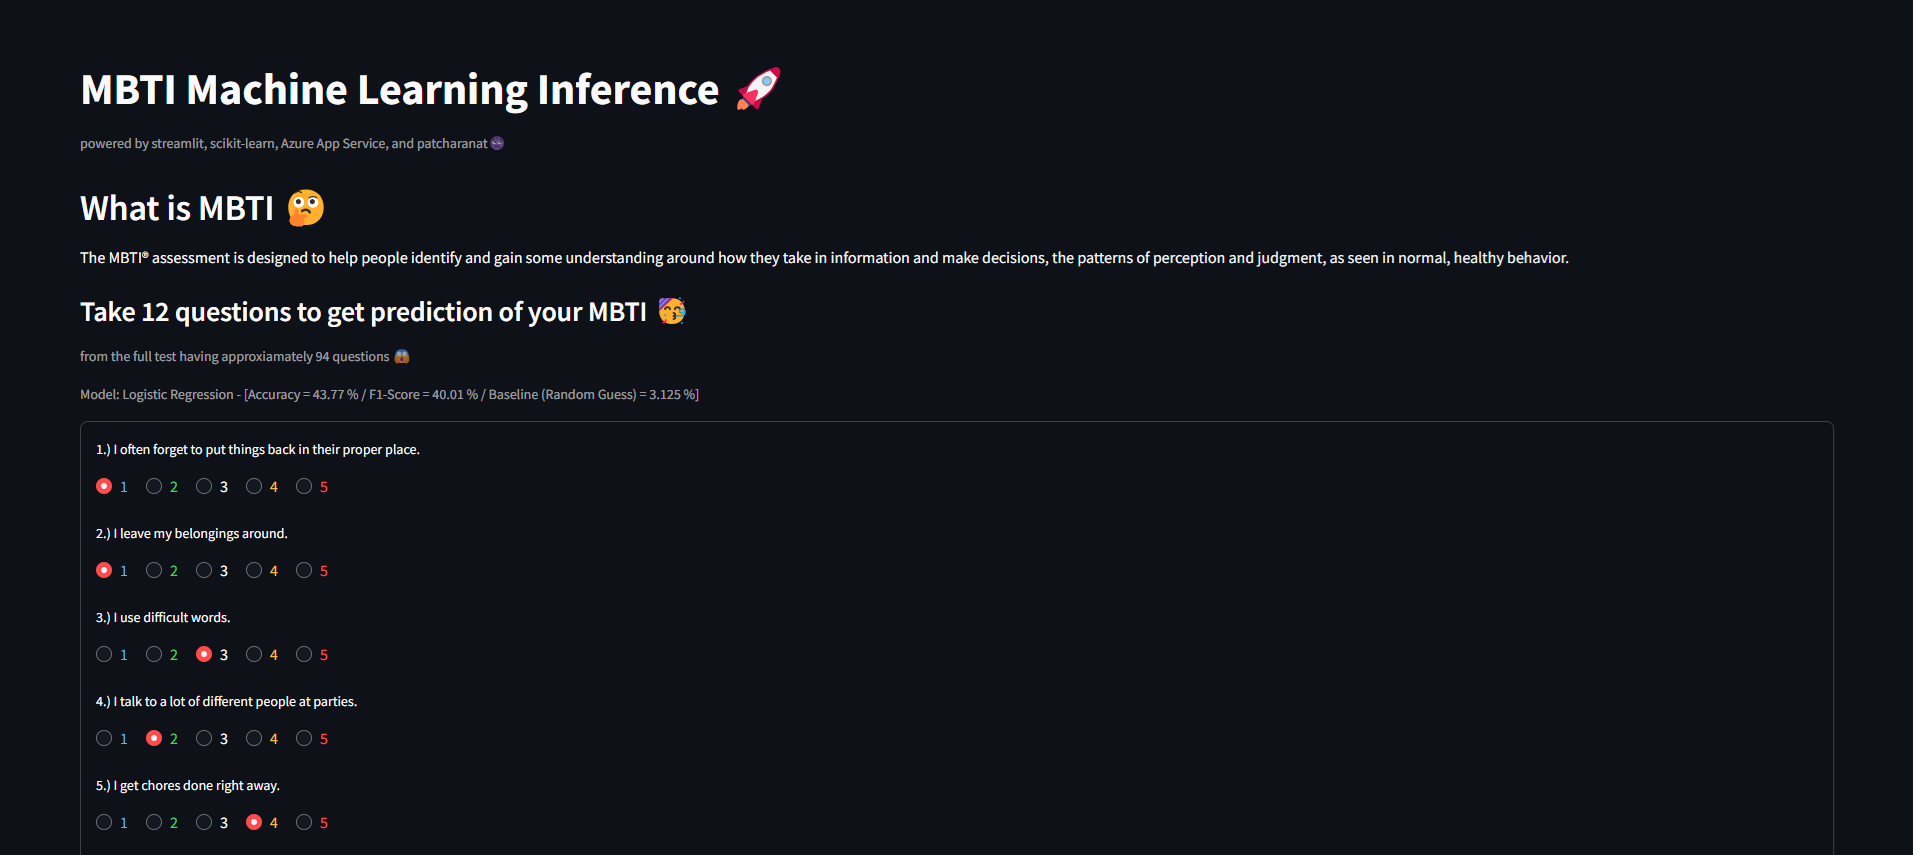 MBTI Machine Learning Inference 🚀
powered by streamlit, scikit-learn, Azure App Service, and patcharanat 🌚
What is MBTI 🤔
The MBTI® assessment is designed to help people identify and gain some understanding around how they take in information and make decisions, the patterns of perception and judgment, as seen in normal, healthy behavior.
Take 12 questions to get prediction of your MBTI 🥳
from the full test having approxiamately 94 questions 😱
Model: Logistic Regression - [Accuracy = 43.77 % / F1-Score = 40.01 % / Baseline (Random Guess) = 3.125 %]
1.) I often forget to put things back in their proper place.
1 2 3 4 5
2.) I leave my belongings around.
1 2 3 4 5
3.) I use difficult words.
1 2 3 4 5
4.) I talk to a lot of different people at parties.
1 2 3 4 5
5.) I get chores done right away.
1 2 3 4 5